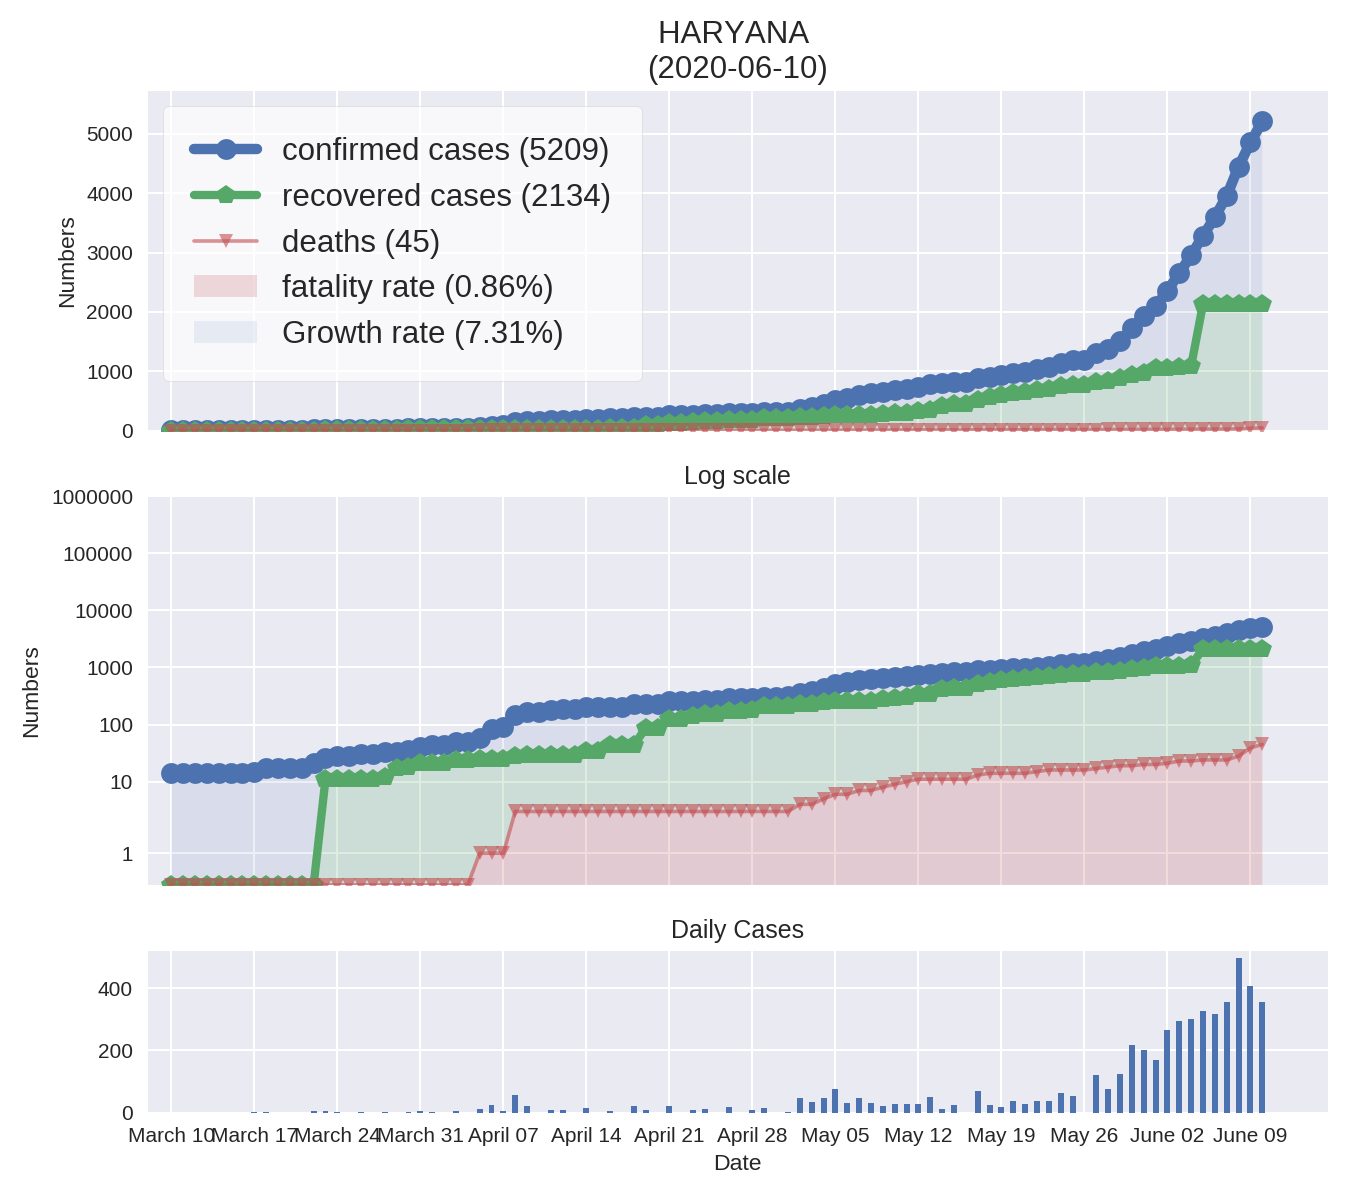 HARYANA
(2020-06-10)
5000
4000
3000
2000
1000
0
Numbers
confirmed cases (5209)
recovered cases (2134)
deaths (45)
fatality rate (0.86%)
Growth rate (7.31%)
Log scale
1000000
100000
10000
1000
100
10
1
Numbers
Daily Cases
400
200
0
March 10 March 17 March 24 March 31 April 07 April 14 April 21 April 28 May 05 May 12 May 19 May 26 June 02 June 09
Date